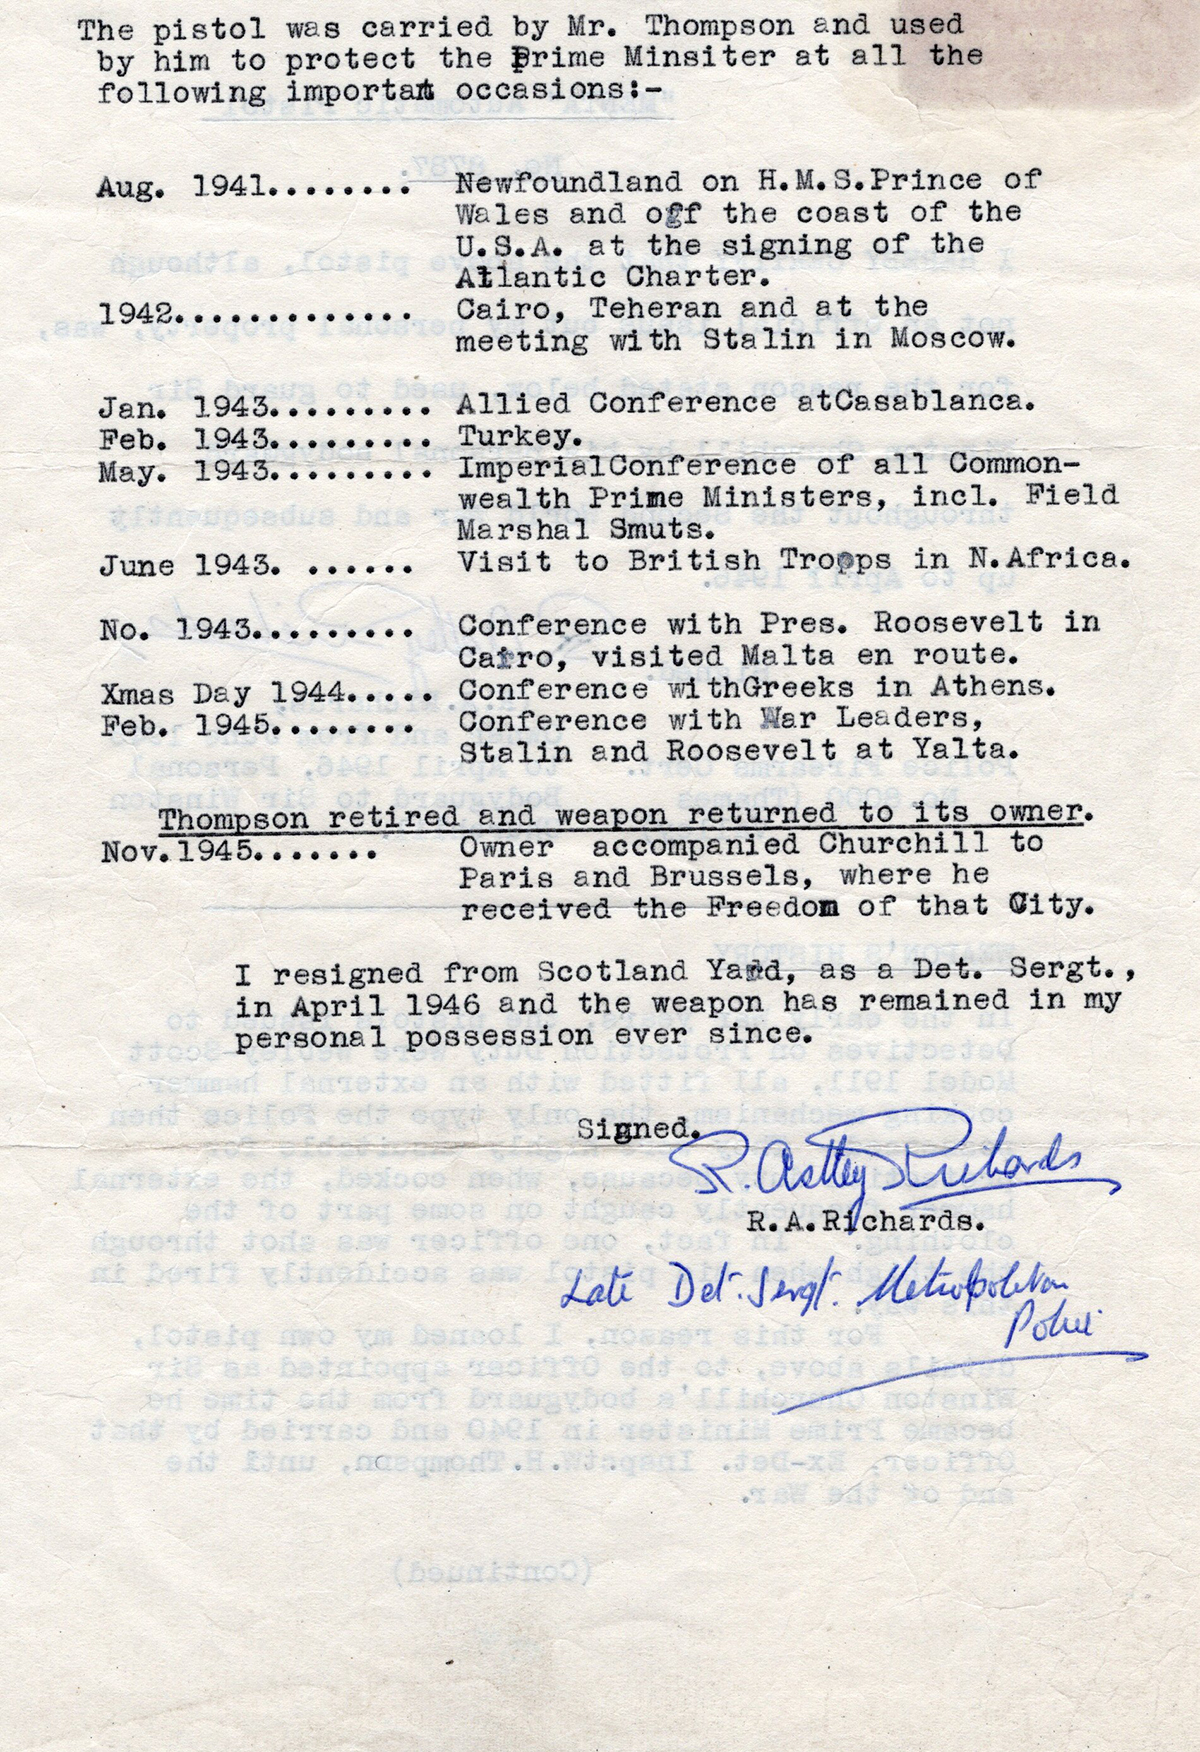 The pistol was carried by Mr. Thompson and used
by him to protect the Prime Minsiter at all the
following important occasions:-
Aug. 1941........ Newfoundland on H.M.S.Prince of
Wales and off the coast of the
U.S.A. at the signing of the
Atlantic Charter.
1942............. Cairo, Teheran and at the
meeting with Stalin in Moscow.
Jan. 1943......... Allied Conference atCasablanca.
Feb. 1943......... Turkey.
May. 1943......... ImperialConference of all Common-
wealth Prime Ministers, incl. Field
Marshal Smuts.
June 1943. ...... Visit to British Troops in N.Africa.
No. 1943......... Conference with Pres. Roosevelt in
Cairo, visited Malta en route.
Xmas Day 1944..... Conference withGreeks in Athens.
Feb. 1945........ Conference with War Leaders,
Stalin and Roosevelt at Yalta.
Thompson retired and weapon returned to its owner.
Nov.1945....... Owner accompanied Churchill to
Paris and Brussels, where he
received the Freedom of that City.
I resigned from Scotland Yard, as a Det. Sergt.,
in April 1946 and the weapon has remained in my
personal possession ever since.
Signed. R. Astley Richards
R.A.Richards.
Late Det. Sergt. Metropolitan
Police